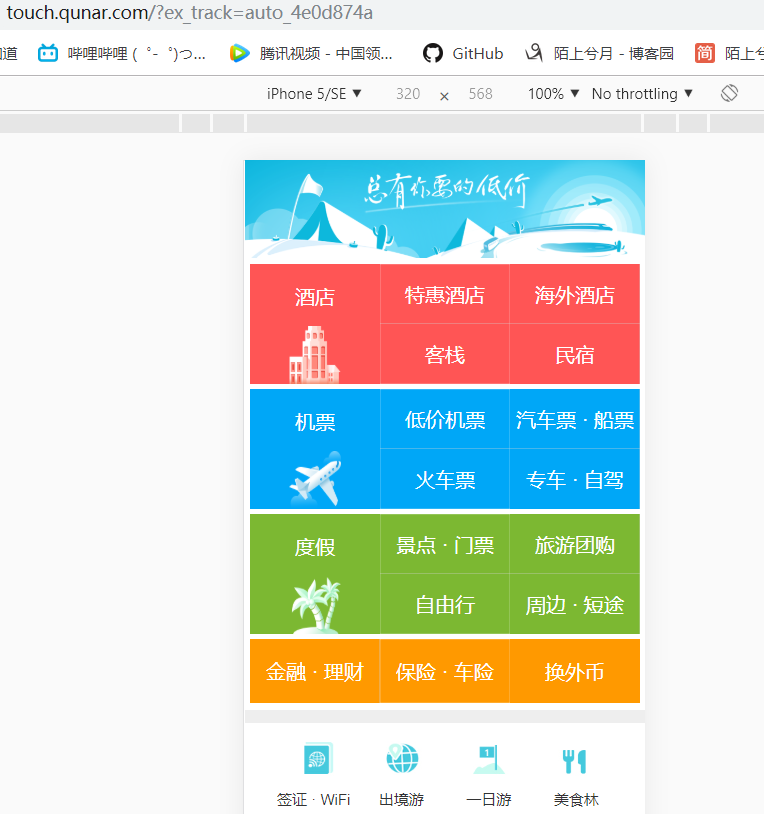 touch.qunar.com/?ex_track=auto_4e0d874a
道 哔哩哔哩 ( ゜- ゜)つ... 腾讯视频 - 中国领... GitHub 陌上兮月 - 博客园 简 陌上兮
iPhone 5/SE ▼ 320 × 568 100% ▼ No throttling ▼
总有你要的低价
酒店 特惠酒店 海外酒店
客栈 民宿
机票 低价机票 汽车票 · 船票
火车票 专车 · 自驾
度假 景点 · 门票 旅游团购
自由行 周边 · 短途
金融 · 理财 保险 · 车险 换外币
1
签证 · WiFi 出境游 一日游 美食林